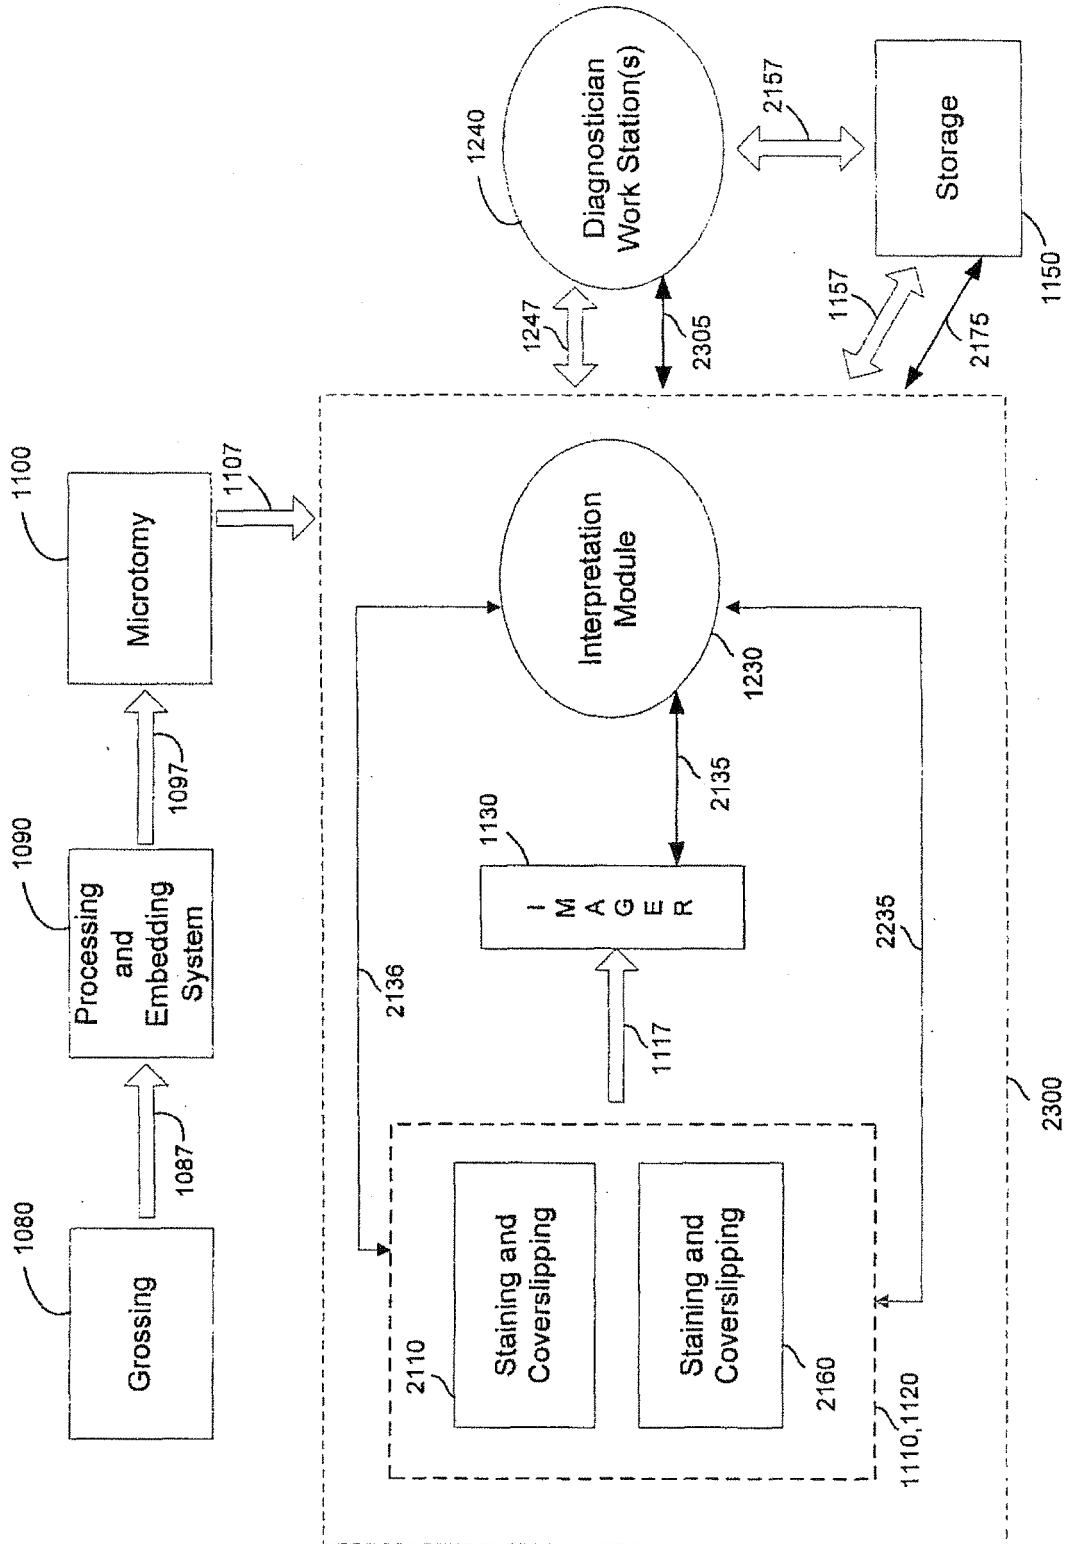 1080
Grossing
1087
1090
Processing
and
Embedding
System
1097
1100
Microtomy
1107
2136
2110
Staining and
Coverslipping
Staining and
Coverslipping
2160
1110,1120
1117
1130
I
M
A
G
E
R
2135
Interpretation
Module
1230
2235
2300
1247
2305
1240
Diagnostician
Work Station(s)
2157
1157
2175
Storage
1150